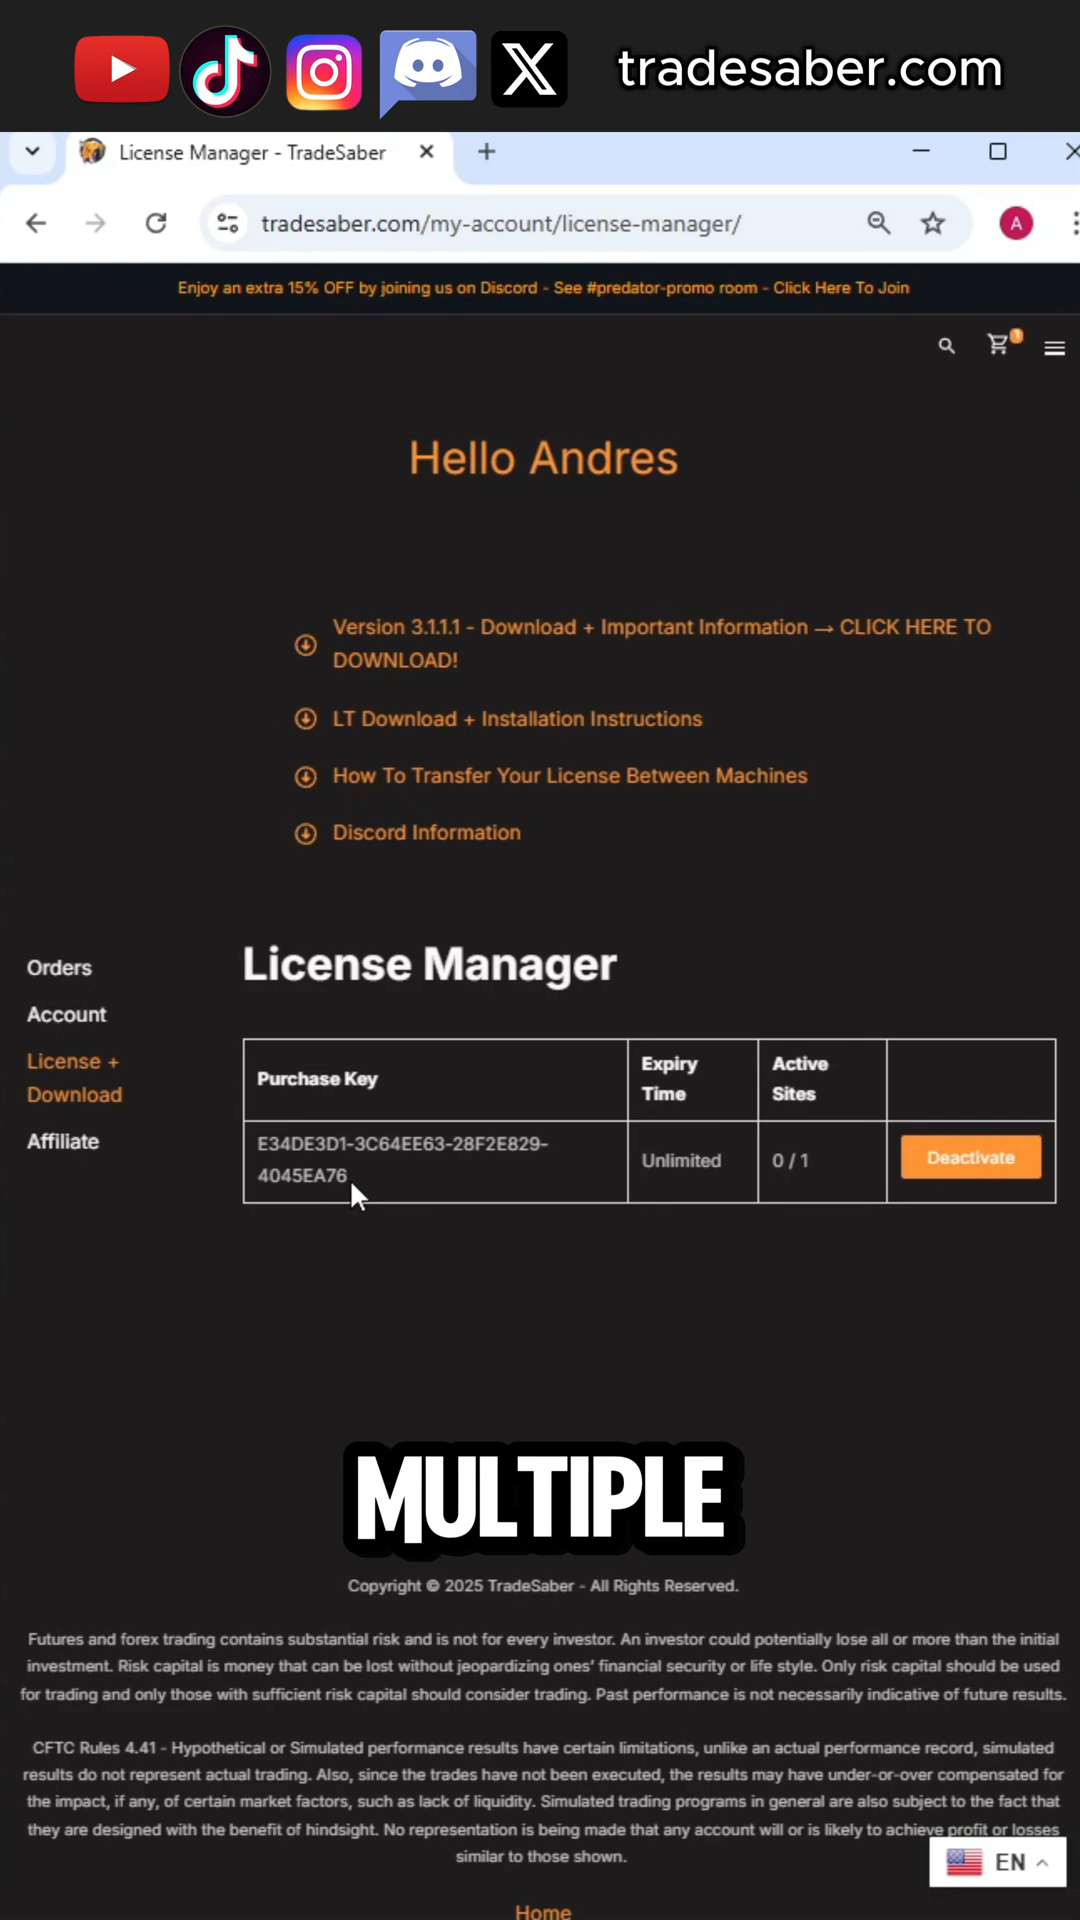 tradesaber.com
License Manager - TradeSaber
tradesaber.com/my-account/license-manager/
A
Enjoy an extra 15% OFF by joining us on Discord - See #predator-promo room - Click Here To Join
1
Hello Andres
Version 3.1.1.1 - Download + Important Information → CLICK HERE TO
DOWNLOAD!
LT Download + Installation Instructions
How To Transfer Your License Between Machines
Discord Information
Orders
Account
License +
Download
Affiliate
License Manager
Purchase Key
Expiry
Time
Active
Sites
E34DE3D1-3C64EE63-28F2E829-
4045EA76
Unlimited
0 / 1
Deactivate
MULTIPLE
Copyright © 2025 TradeSaber - All Rights Reserved.
Futures and forex trading contains substantial risk and is not for every investor. An investor could potentially lose all or more than the initial
investment. Risk capital is money that can be lost without jeopardizing ones' financial security or life style. Only risk capital should be used
for trading and only those with sufficient risk capital should consider trading. Past performance is not necessarily indicative of future results.
CFTC Rules 4.41 - Hypothetical or Simulated performance results have certain limitations, unlike an actual performance record, simulated
results do not represent actual trading. Also, since the trades have not been executed, the results may have under-or-over compensated for
the impact, if any, of certain market factors, such as lack of liquidity. Simulated trading programs in general are also subject to the fact that
they are designed with the benefit of hindsight. No representation is being made that any account will or is likely to achieve profit or losses
similar to those shown.
EN
Home